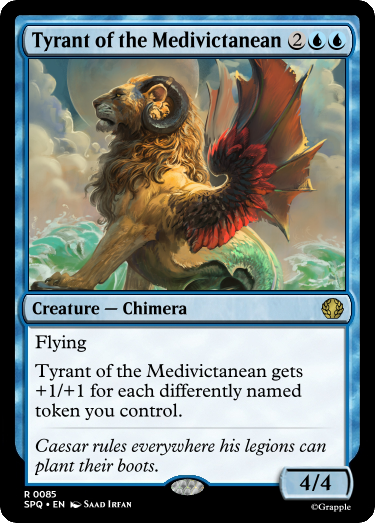 Tyrant of the Medivictanean 2
Creature — Chimera
Flying
Tyrant of the Medivictanean gets
+1/+1 for each differently named
token you control.
Caesar rules everywhere his legions can
plant their boots.
4/4
R 0085
SPQ • EN Saad Irfan
©Grapple